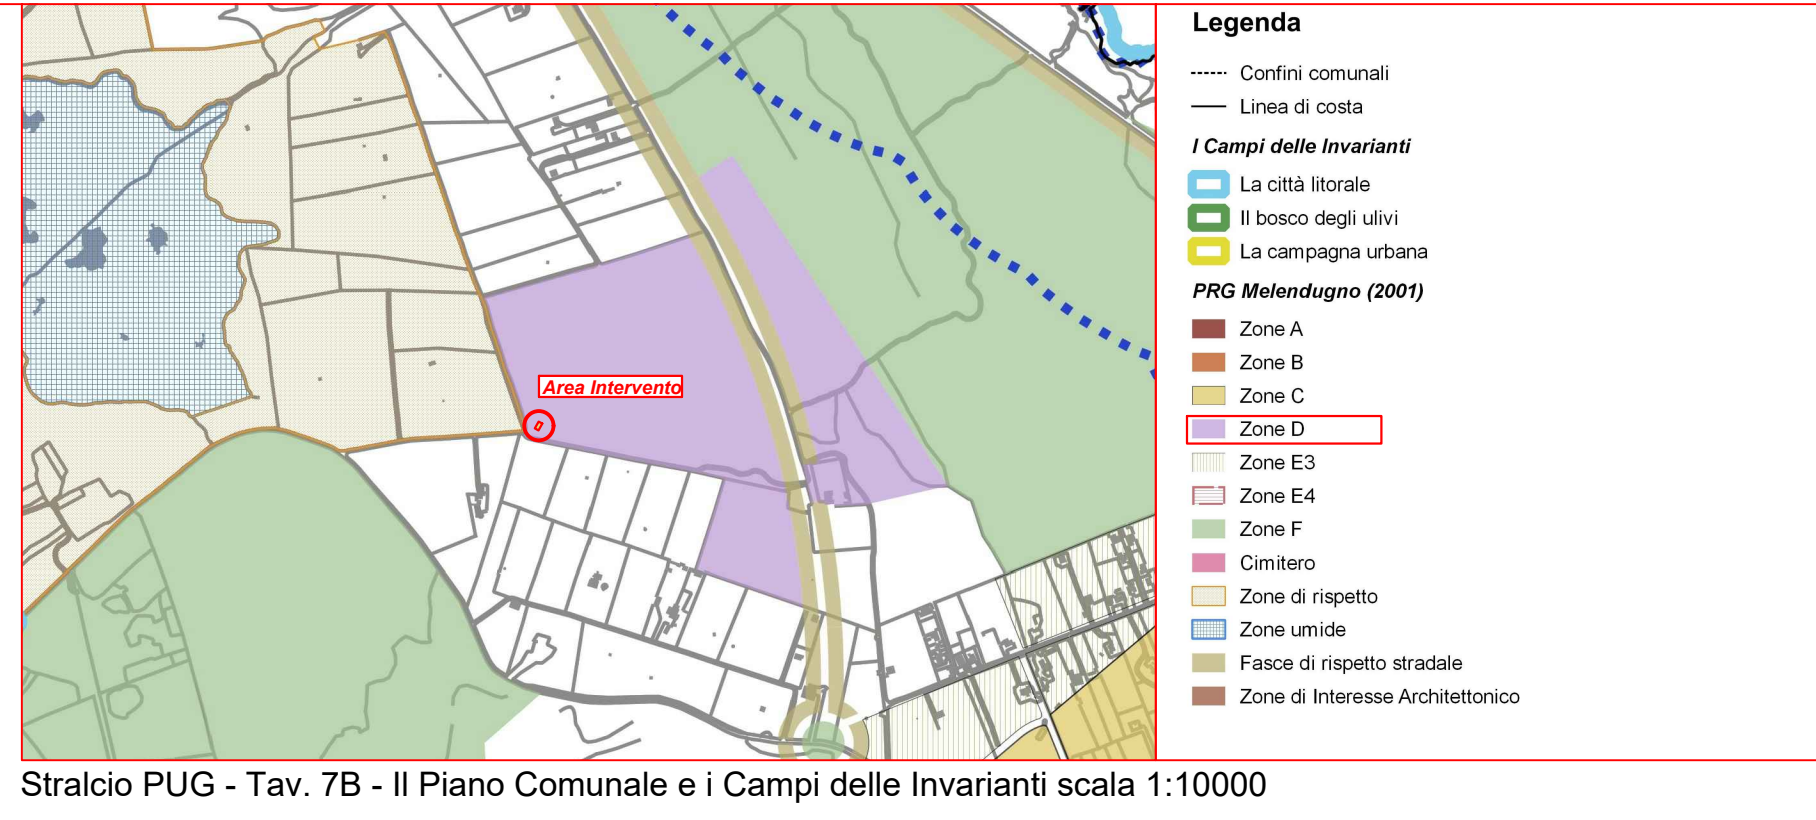 Area Intervento
Legenda
Confini comunali
Linea di costa
I Campi delle Invarianti
La città litorale
Il bosco degli ulivi
La campagna urbana
PRG Melendugno (2001)
Zone A
Zone B
Zone C
Zone D
Zone E3
Zone E4
Zone F
Cimitero
Zone di rispetto
Zone umide
Fasce di rispetto stradale
Zone di Interesse Architettonico
Stralcio PUG - Tav. 7B - Il Piano Comunale e i Campi delle Invarianti scala 1:10000